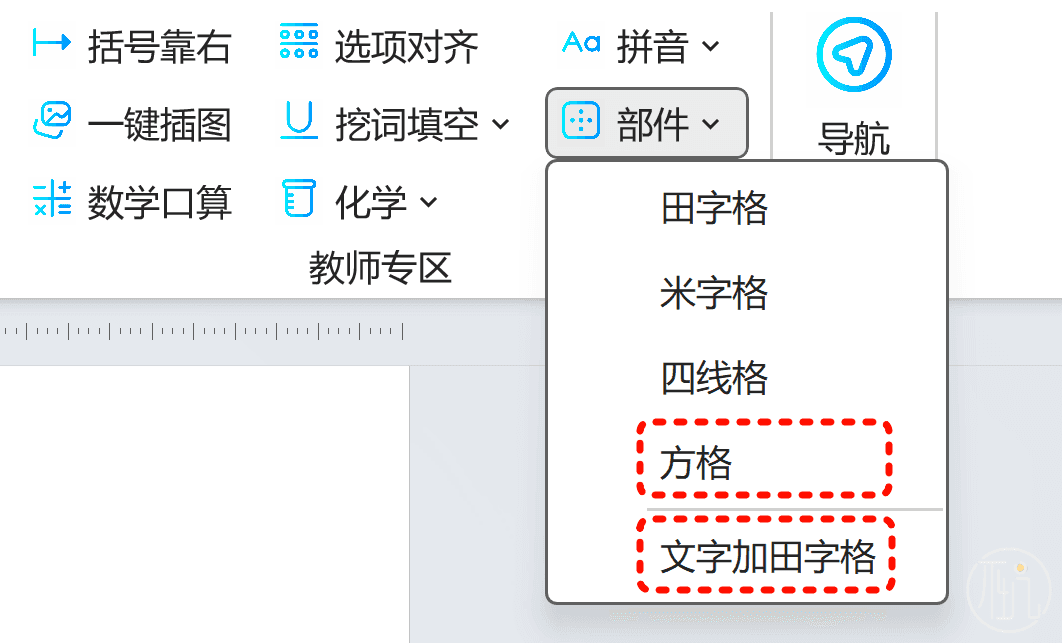 括号靠右 选项对齐 拼音
一键插图 挖词填空 部件 导航
数学口算 化学
教师专区
田字格
米字格
四线格
方格
文字加田字格